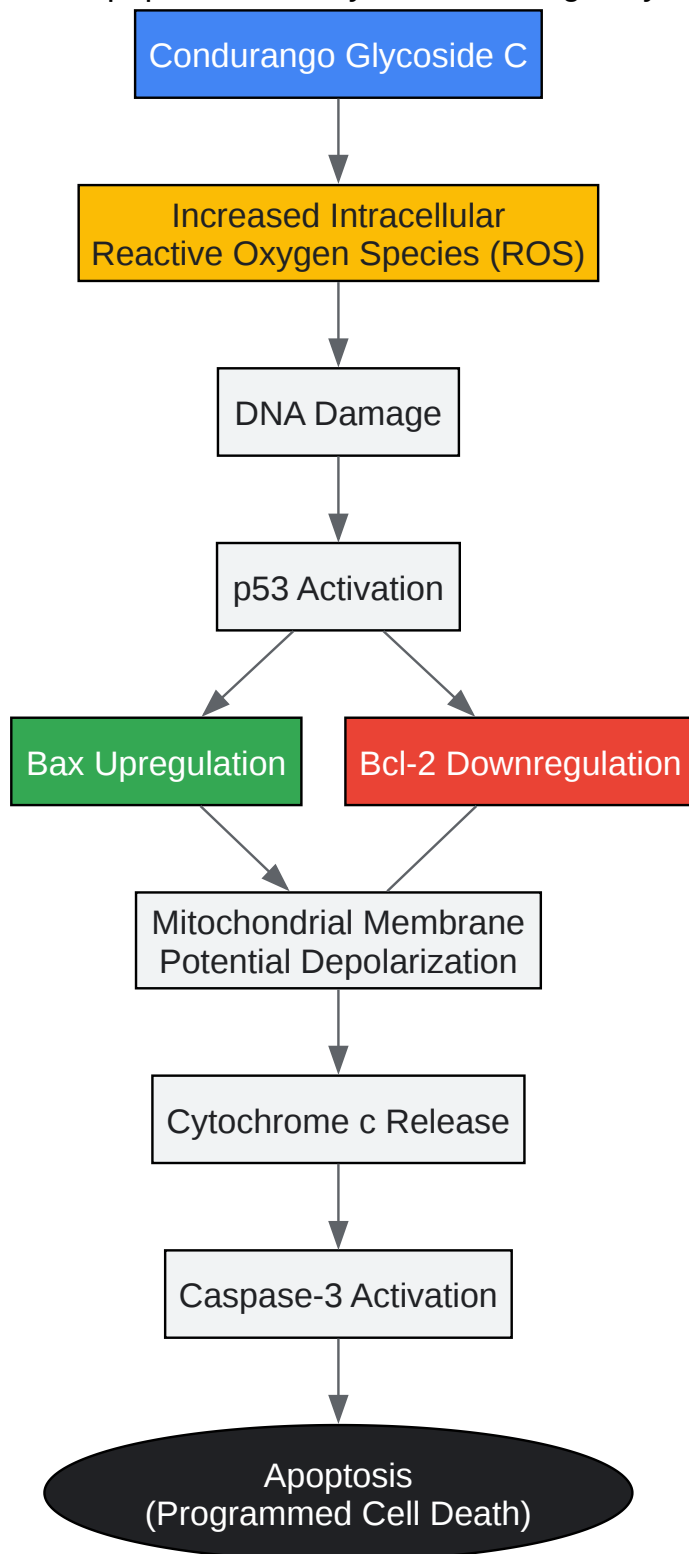 Condurango Glycoside C
Increased Intracellular
Reactive Oxygen Species (ROS)
DNA Damage
p53 Activation
Bax Upregulation
Bcl-2 Downregulation
Mitochondrial Membrane
Potential Depolarization
Cytochrome c Release
Caspase-3 Activation
Apoptosis
(Programmed Cell Death)